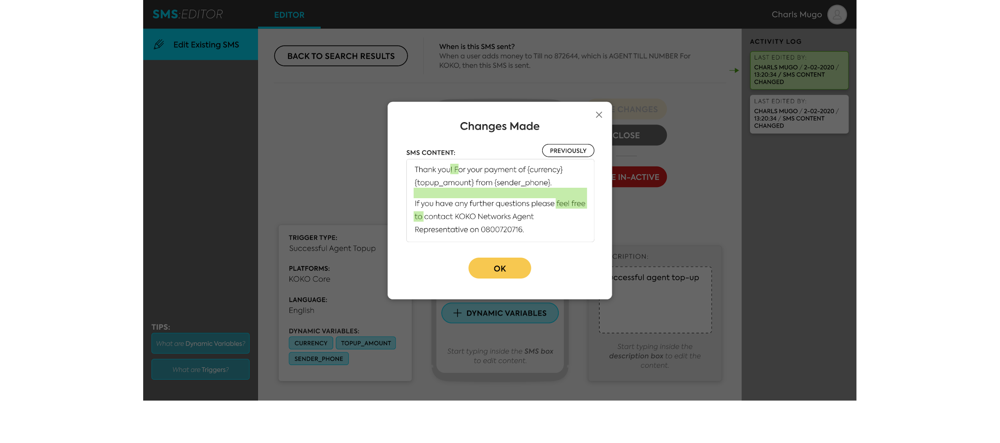 SMS:EDITOR
EDITOR
Charls Mugo
Edit Existing SMS
BACK TO SEARCH RESULTS
When is this SMS sent?
When a user adds money to Till no 872644, which is AGENT TILL NUMBER For
KOKO, then this SMS is sent.
ACTIVITY LOG
LAST EDITED BY:
CHARLS MUGO / 2-02-2020 /
13:20:34 / SMS CONTENT
CHANGED
LAST EDITED BY:
CHARLS MUGO / 2-02-2020 /
13:20:34 / SMS CONTENT
CHANGED
CHANGES
CLOSE
IN-ACTIVE
Changes Made
SMS CONTENT:
PREVIOUSLY
Thank you! For your payment of {currency}
{topup_amount} from {sender_phone}.
If you have any further questions please feel free
to contact KOKO Networks Agent
Representative on 0800720716.
OK
TRIGGER TYPE:
Successful Agent Topup
PLATFORMS:
KOKO Core
LANGUAGE:
English
DYNAMIC VARIABLES:
CURRENCY
TOPUP_AMOUNT
SENDER_PHONE
+ DYNAMIC VARIABLES
Start typing inside the SMS box
to edit content.
CRIPTION:
uccessful agent top-up
Start typing inside the
description box to edit the
content.
TIPS:
What are Dynamic Variables?
What are Triggers?